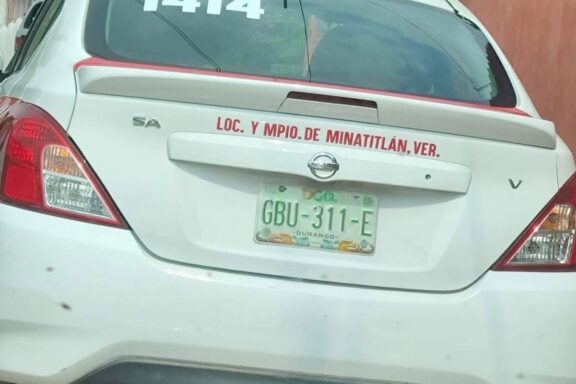 1414
LOC. Y MPIO. DE MINATITLÁN, VER.
SA
V
GBU-311-E
DURANGO